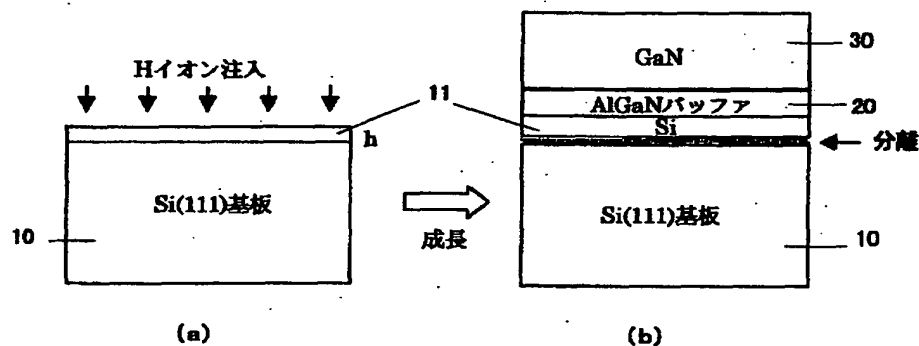 Hイオン注入
11
h
Si(111)基板
10
(a)
成長
GaN
30
AlGaNバッファ
20
Si
分離
Si(111)基板
10
(b)